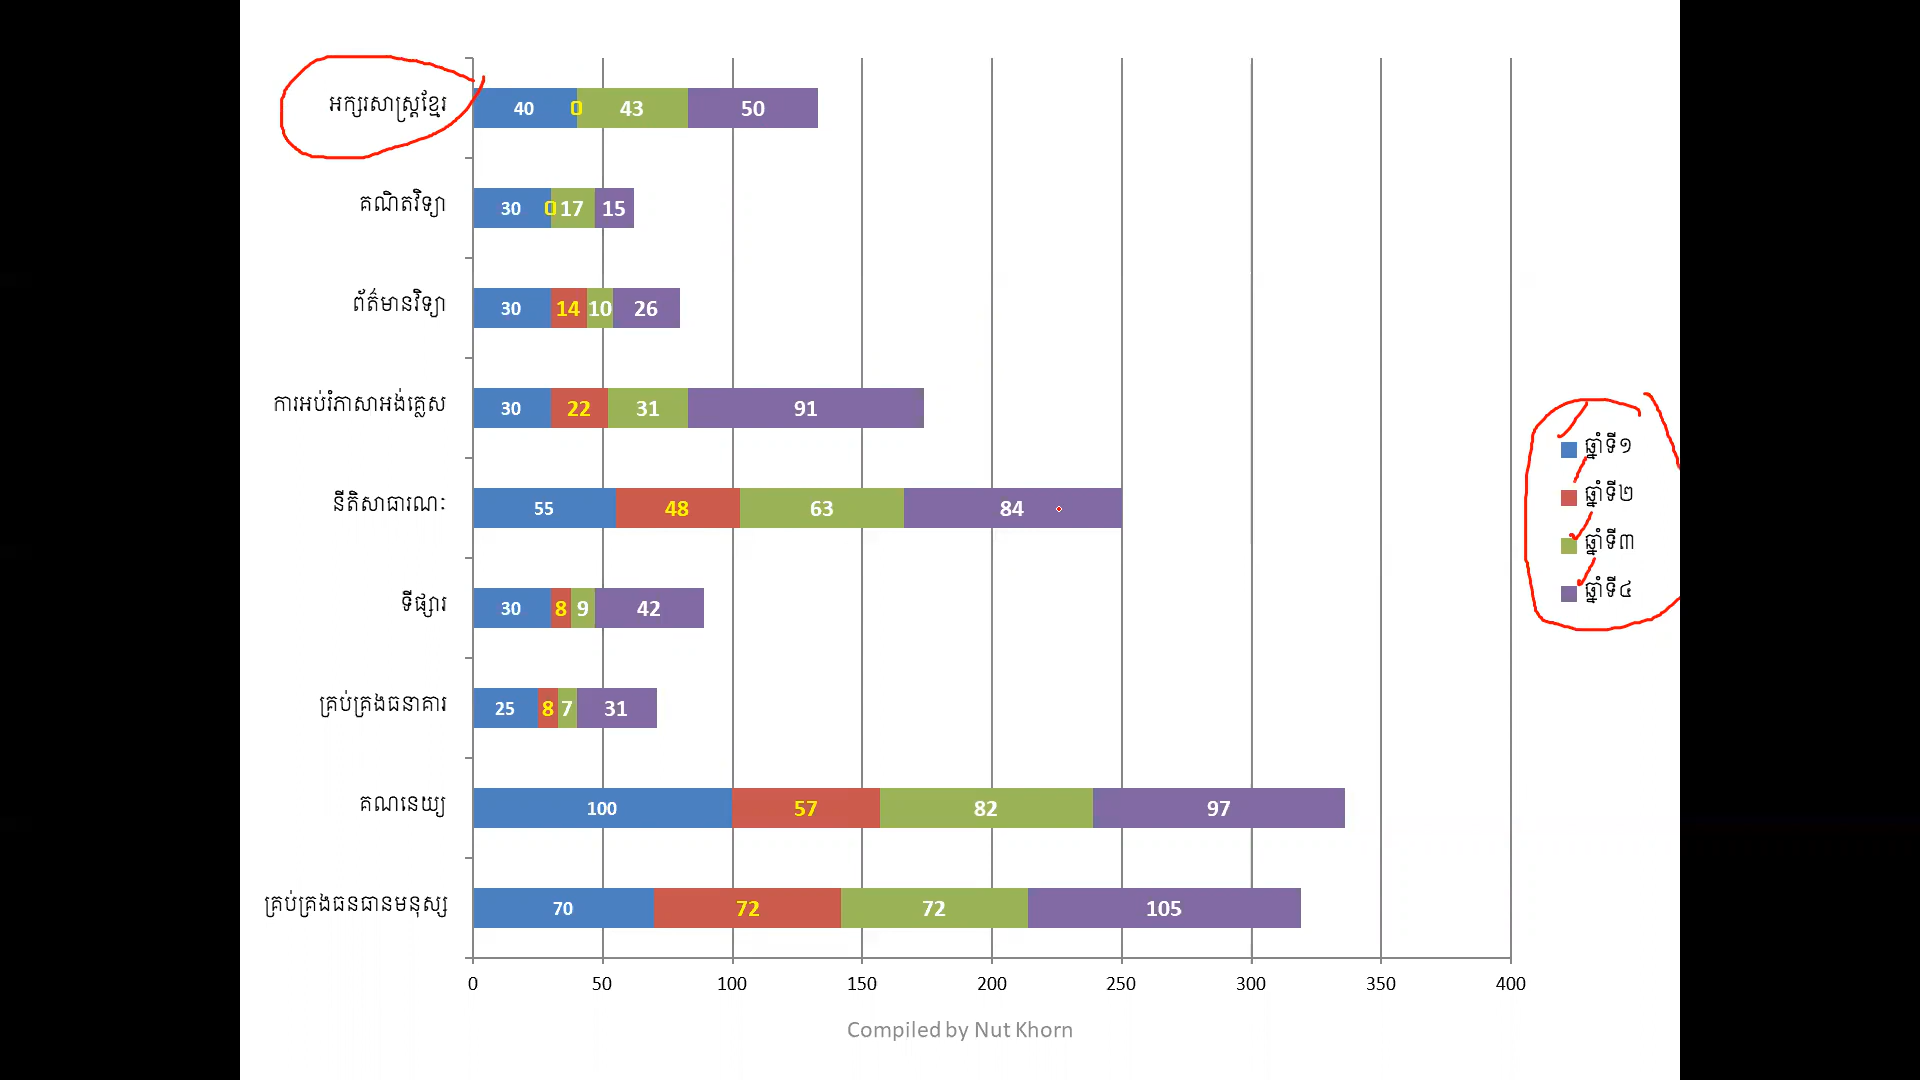 អក្សរសាស្ត្រខ្មែរ 40 0 43 50
គណិតវិទ្យា 30 0 17 15
ព័ត៌មានវិទ្យា 30 14 10 26
ការអប់រំភាសាអង់គ្លេស 30 22 31 91
នីតិសាធារណៈ 55 48 63 84
ទីផ្សារ 30 8 9 42
គ្រប់គ្រងធនាគារ 25 8 7 31
គណនេយ្យ 100 57 82 97
គ្រប់គ្រងធនធានមនុស្ស 70 72 72 105
0 50 100 150 200 250 300 350 400
ឆ្នាំទី១
ឆ្នាំទី២
ឆ្នាំទី៣
ឆ្នាំទី៤
Compiled by Nut Khorn